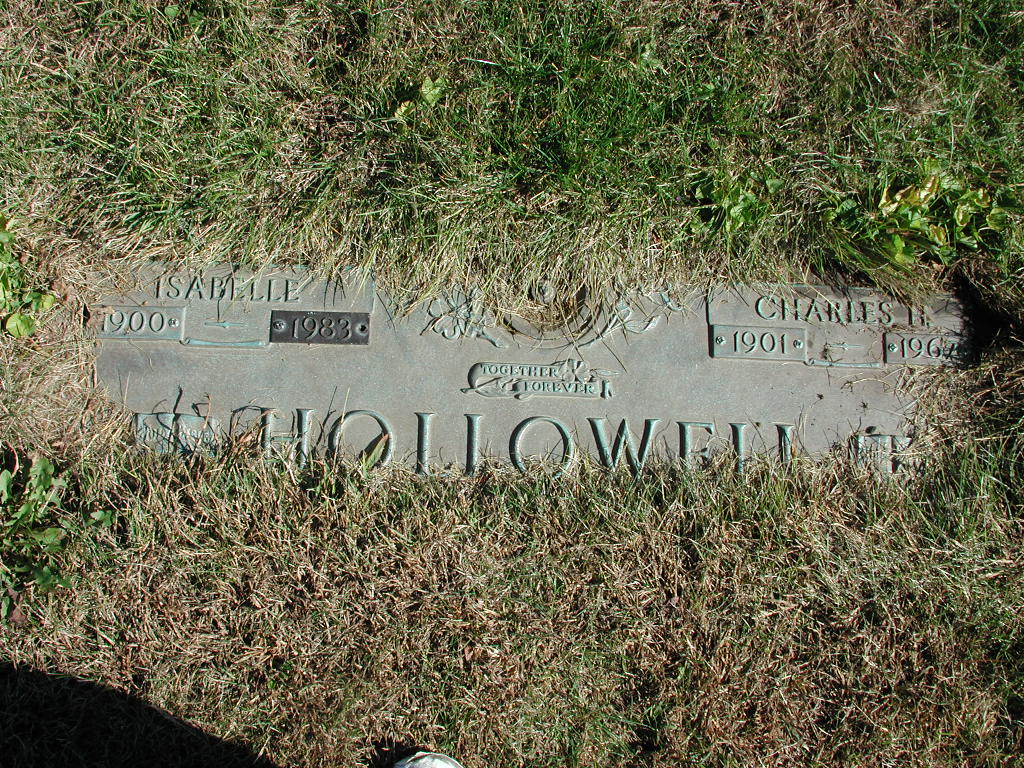 ISABELLE
1900 1983
CHARLES H.
1901
TOGETHER
FOREVER
HOLLOWELL